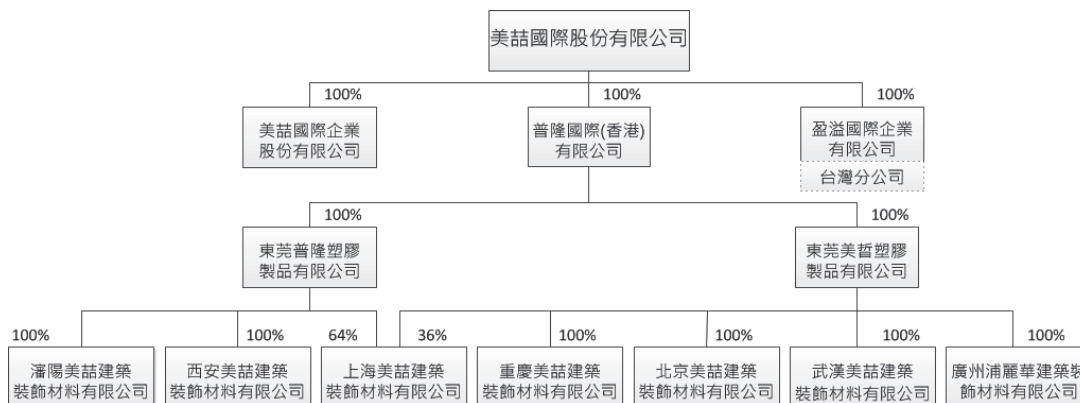 美喆國際股份有限公司
100%
100%
100%
美喆國際企業
股份有限公司
普隆國際(香港)
有限公司
盈溢國際企業
有限公司
台灣分公司
100%
100%
東莞普隆塑膠
製品有限公司
東莞美晢塑膠
製品有限公司
100%
100%
64%
36%
100%
100%
100%
100%
瀋陽美喆建築
裝飾材料有限公司
西安美喆建築
裝飾材料有限公司
上海美喆建築
裝飾材料有限公司
重慶美喆建築
裝飾材料有限公司
北京美喆建築
裝飾材料有限公司
武漢美喆建築
裝飾材料有限公司
廣州浦麗華建築裝
飾材料有限公司